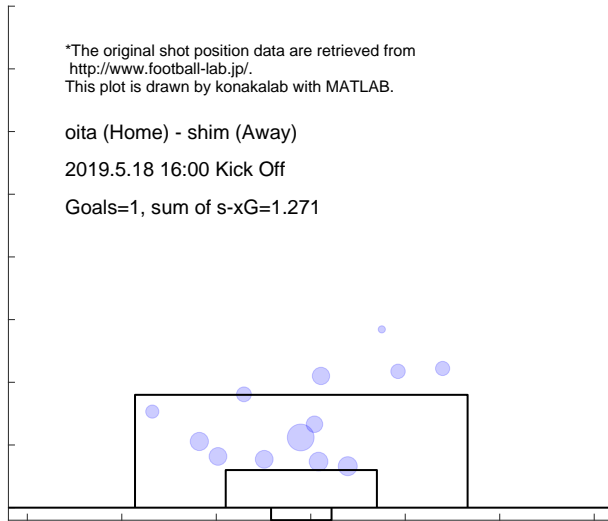 *The original shot position data are retrieved from
http://www.football-lab.jp/.
This plot is drawn by konakalab with MATLAB.
oita (Home) - shim (Away)
2019.5.18 16:00 Kick Off
Goals=1, sum of s-xG=1.271